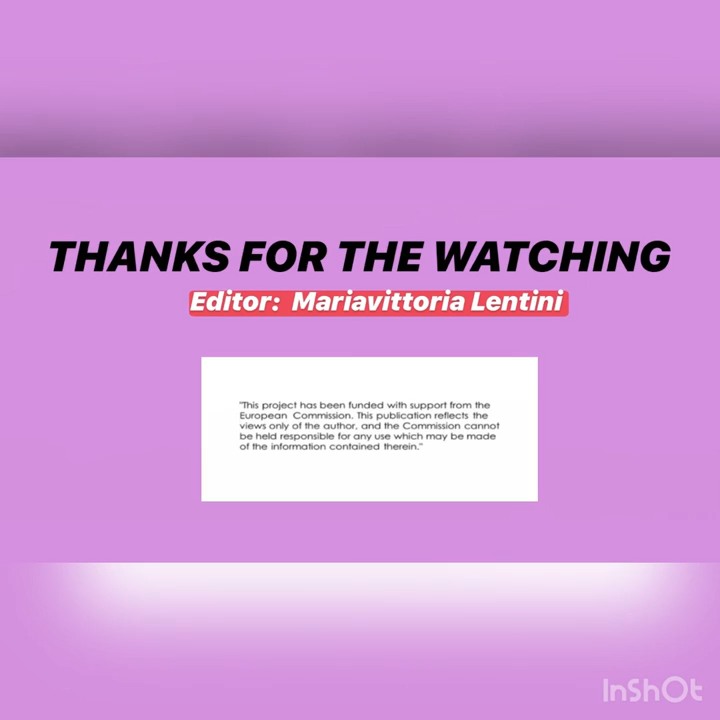 THANKS FOR THE WATCHING
Editor: Mariavittoria Lentini
"This project has been funded with support from the
European Commission. This publication reflects the
views only of the author, and the Commission cannot
be held responsible for any use which may be made
of the information contained therein."
InShOt